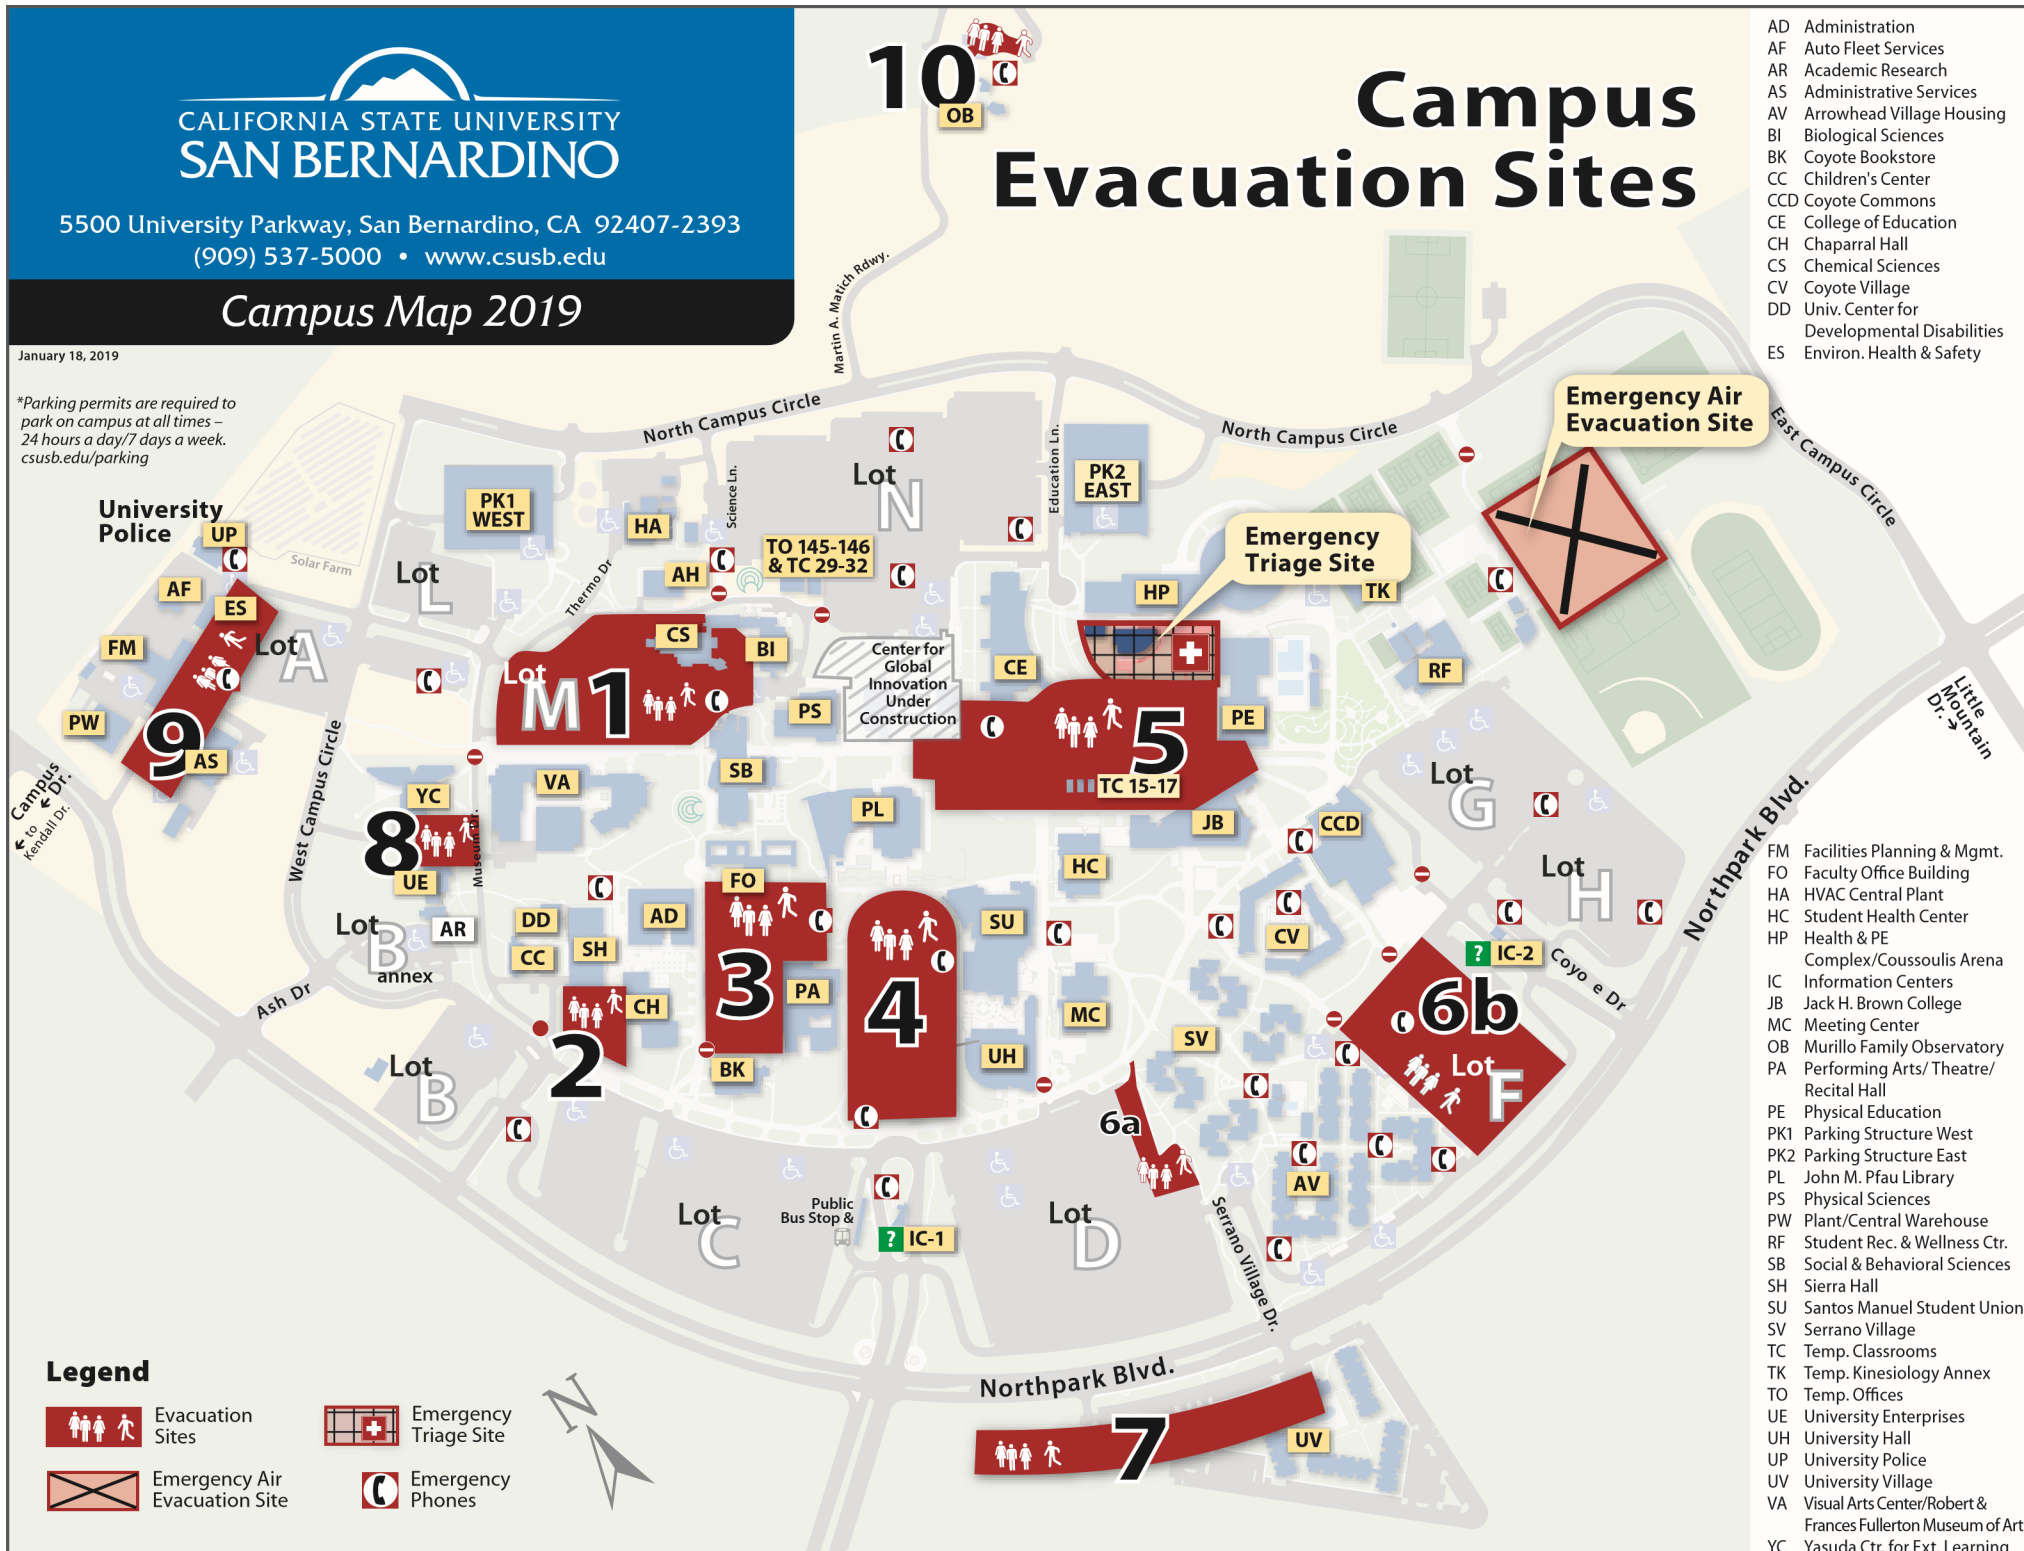 CALIFORNIA STATE UNIVERSITY
SAN BERNARDINO
5500 University Parkway, San Bernardino, CA 92407-2393
(909) 537-5000 • www.csusb.edu
Campus Map 2019
January 18, 2019
*Parking permits are required to
park on campus at all times –
24 hours a day/7 days a week.
csusb.edu/parking
Campus
Evacuation Sites
10
OB
Martin A. Matich Rdwy.
North Campus Circle
North Campus Circle
East Campus Circle
Emergency Air
Evacuation Site
Emergency
Triage Site
University
Police
UP
AF
ES
FM
PW
9
AS
Lot A
Solar Farm
Lot L
PK1
WEST
HA
AH
Science Ln.
Thermo Dr
Lot N
TO 145-146
& TC 29-32
Education Ln.
PK2
EAST
HP
TK
RF
Lot M
1
CS
BI
PS
Center for
Global
Innovation
Under
Construction
CE
5
PE
TC 15-17
JB
CCD
Lot G
Lot H
Little
Mountain
Dr. →
Northpark Blvd.
Campus
← Dr.
← to
Kendall Dr.
West Campus Circle
YC
8
UE
Museum Dr.
VA
SB
PL
HC
Lot B
annex
AR
DD
CC
SH
AD
FO
3
PA
4
SU
MC
CV
? IC-2
Coyo e Dr
6b
Lot F
Ash Dr
Lot B
2
CH
BK
UH
SV
6a
AV
Serrano Village Dr.
Lot C
Public
Bus Stop &
? IC-1
Lot D
Northpark Blvd.
7
UV
Legend
Evacuation
Sites
Emergency
Triage Site
Emergency Air
Evacuation Site
Emergency
Phones
N
AD Administration
AF Auto Fleet Services
AR Academic Research
AS Administrative Services
AV Arrowhead Village Housing
BI Biological Sciences
BK Coyote Bookstore
CC Children's Center
CCD Coyote Commons
CE College of Education
CH Chaparral Hall
CS Chemical Sciences
CV Coyote Village
DD Univ. Center for
Developmental Disabilities
ES Environ. Health & Safety
FM Facilities Planning & Mgmt.
FO Faculty Office Building
HA HVAC Central Plant
HC Student Health Center
HP Health & PE
Complex/Coussoulis Arena
IC Information Centers
JB Jack H. Brown College
MC Meeting Center
OB Murillo Family Observatory
PA Performing Arts/ Theatre/
Recital Hall
PE Physical Education
PK1 Parking Structure West
PK2 Parking Structure East
PL John M. Pfau Library
PS Physical Sciences
PW Plant/Central Warehouse
RF Student Rec. & Wellness Ctr.
SB Social & Behavioral Sciences
SH Sierra Hall
SU Santos Manuel Student Union
SV Serrano Village
TC Temp. Classrooms
TK Temp. Kinesiology Annex
TO Temp. Offices
UE University Enterprises
UH University Hall
UP University Police
UV University Village
VA Visual Arts Center/Robert &
Frances Fullerton Museum of Art
YC Yasuda Ctr. for Ext. Learning